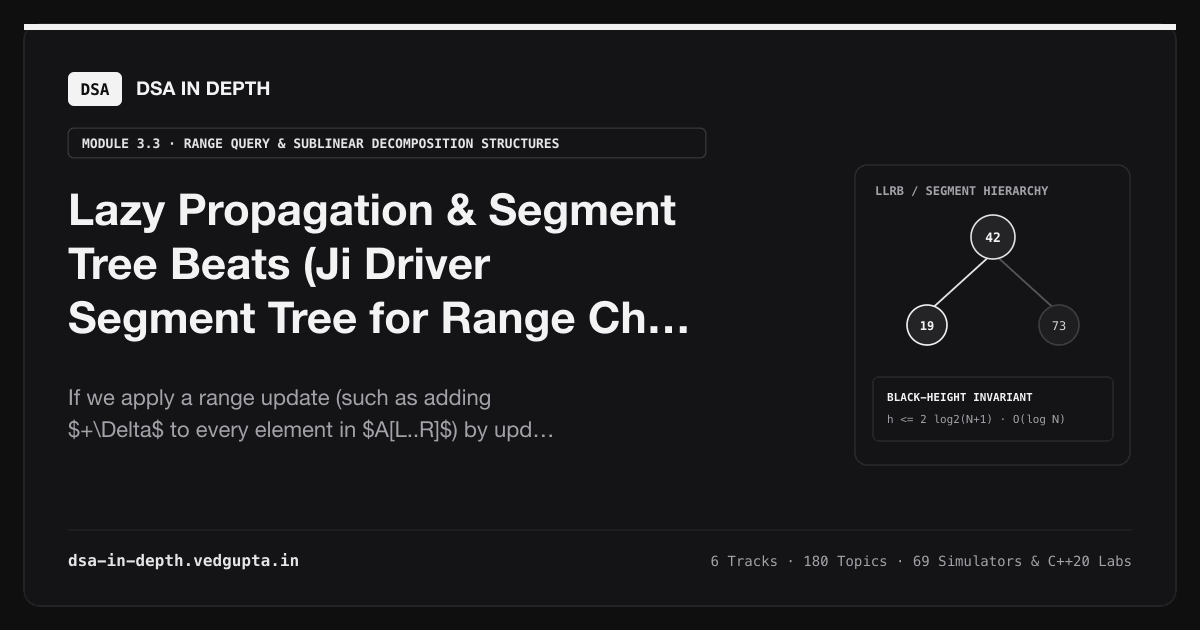 DSA DSA IN DEPTH
MODULE 3.3 · RANGE QUERY & SUBLINEAR DECOMPOSITION STRUCTURES
Lazy Propagation & Segment
Tree Beats (Ji Driver
Segment Tree for Range Ch…
If we apply a range update (such as adding
$+\Delta$ to every element in $A[L..R]$) by upd…
LLRB / SEGMENT HIERARCHY
42
19 73
BLACK-HEIGHT INVARIANT
h <= 2 log2(N+1) · O(log N)
dsa-in-depth.vedgupta.in
6 Tracks · 180 Topics · 69 Simulators & C++20 Labs